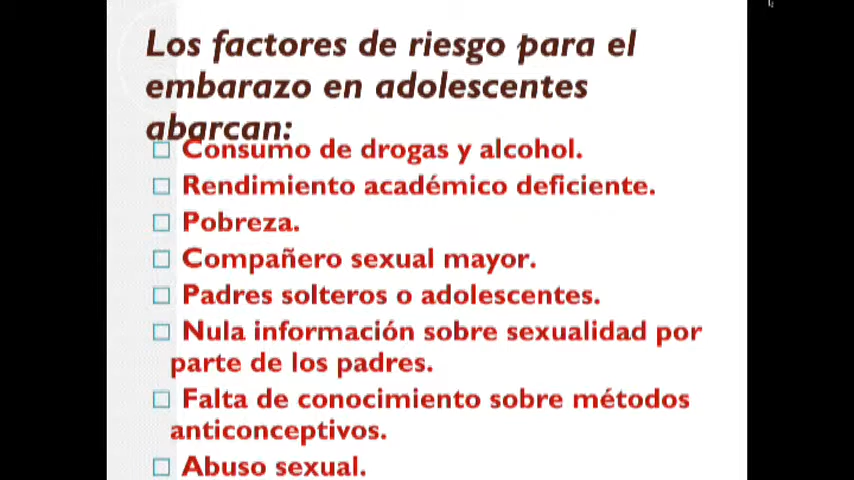 Los factores de riesgo para el
embarazo en adolescentes
abarcan:
Consumo de drogas y alcohol.
Rendimiento académico deficiente.
Pobreza.
Compañero sexual mayor.
Padres solteros o adolescentes.
Nula información sobre sexualidad por
parte de los padres.
Falta de conocimiento sobre métodos
anticonceptivos.
Abuso sexual.